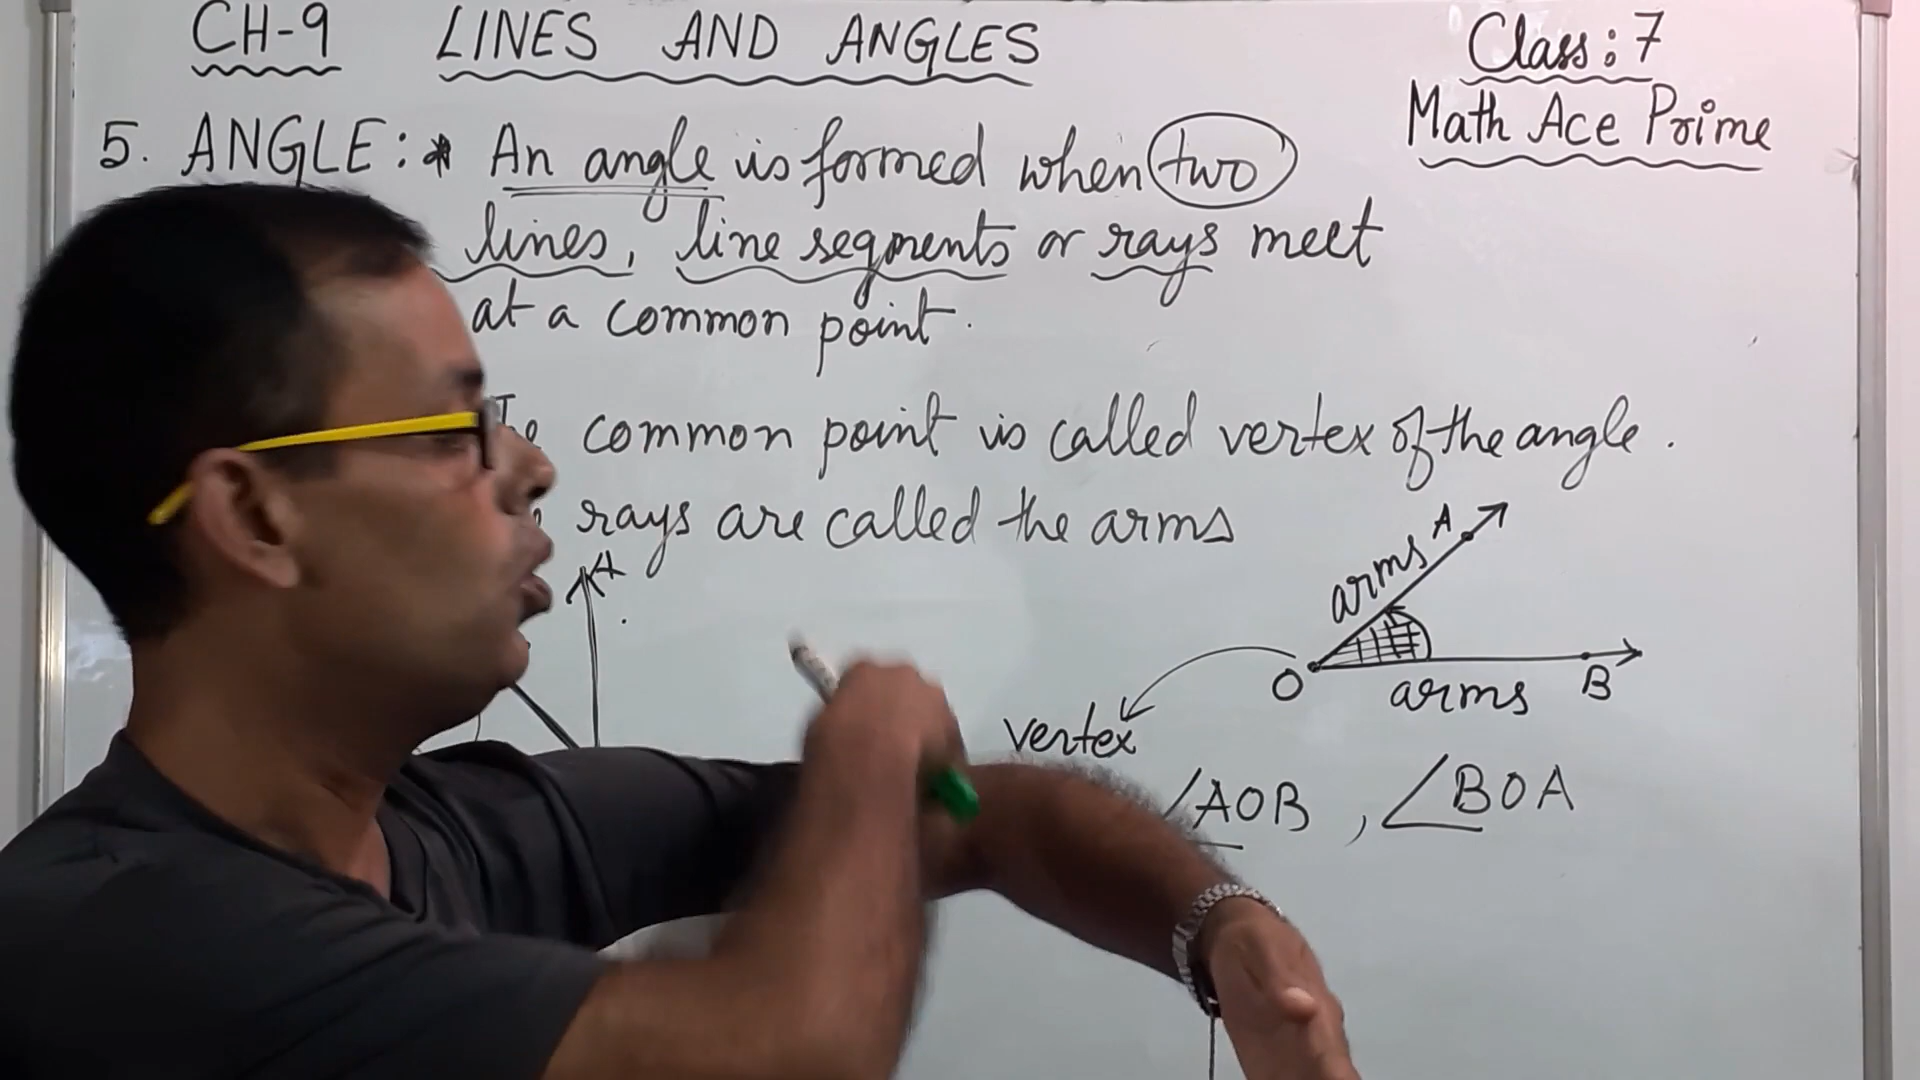 CH-9 LINES AND ANGLES
Class: 7
Math Ace Prime
5. ANGLE: * An angle is formed when two
lines, line segments or rays meet
at a common point.
common point is called vertex of the angle.
rays are called the arms
A
arms A
O arms B
vertex
∠AOB , ∠BOA